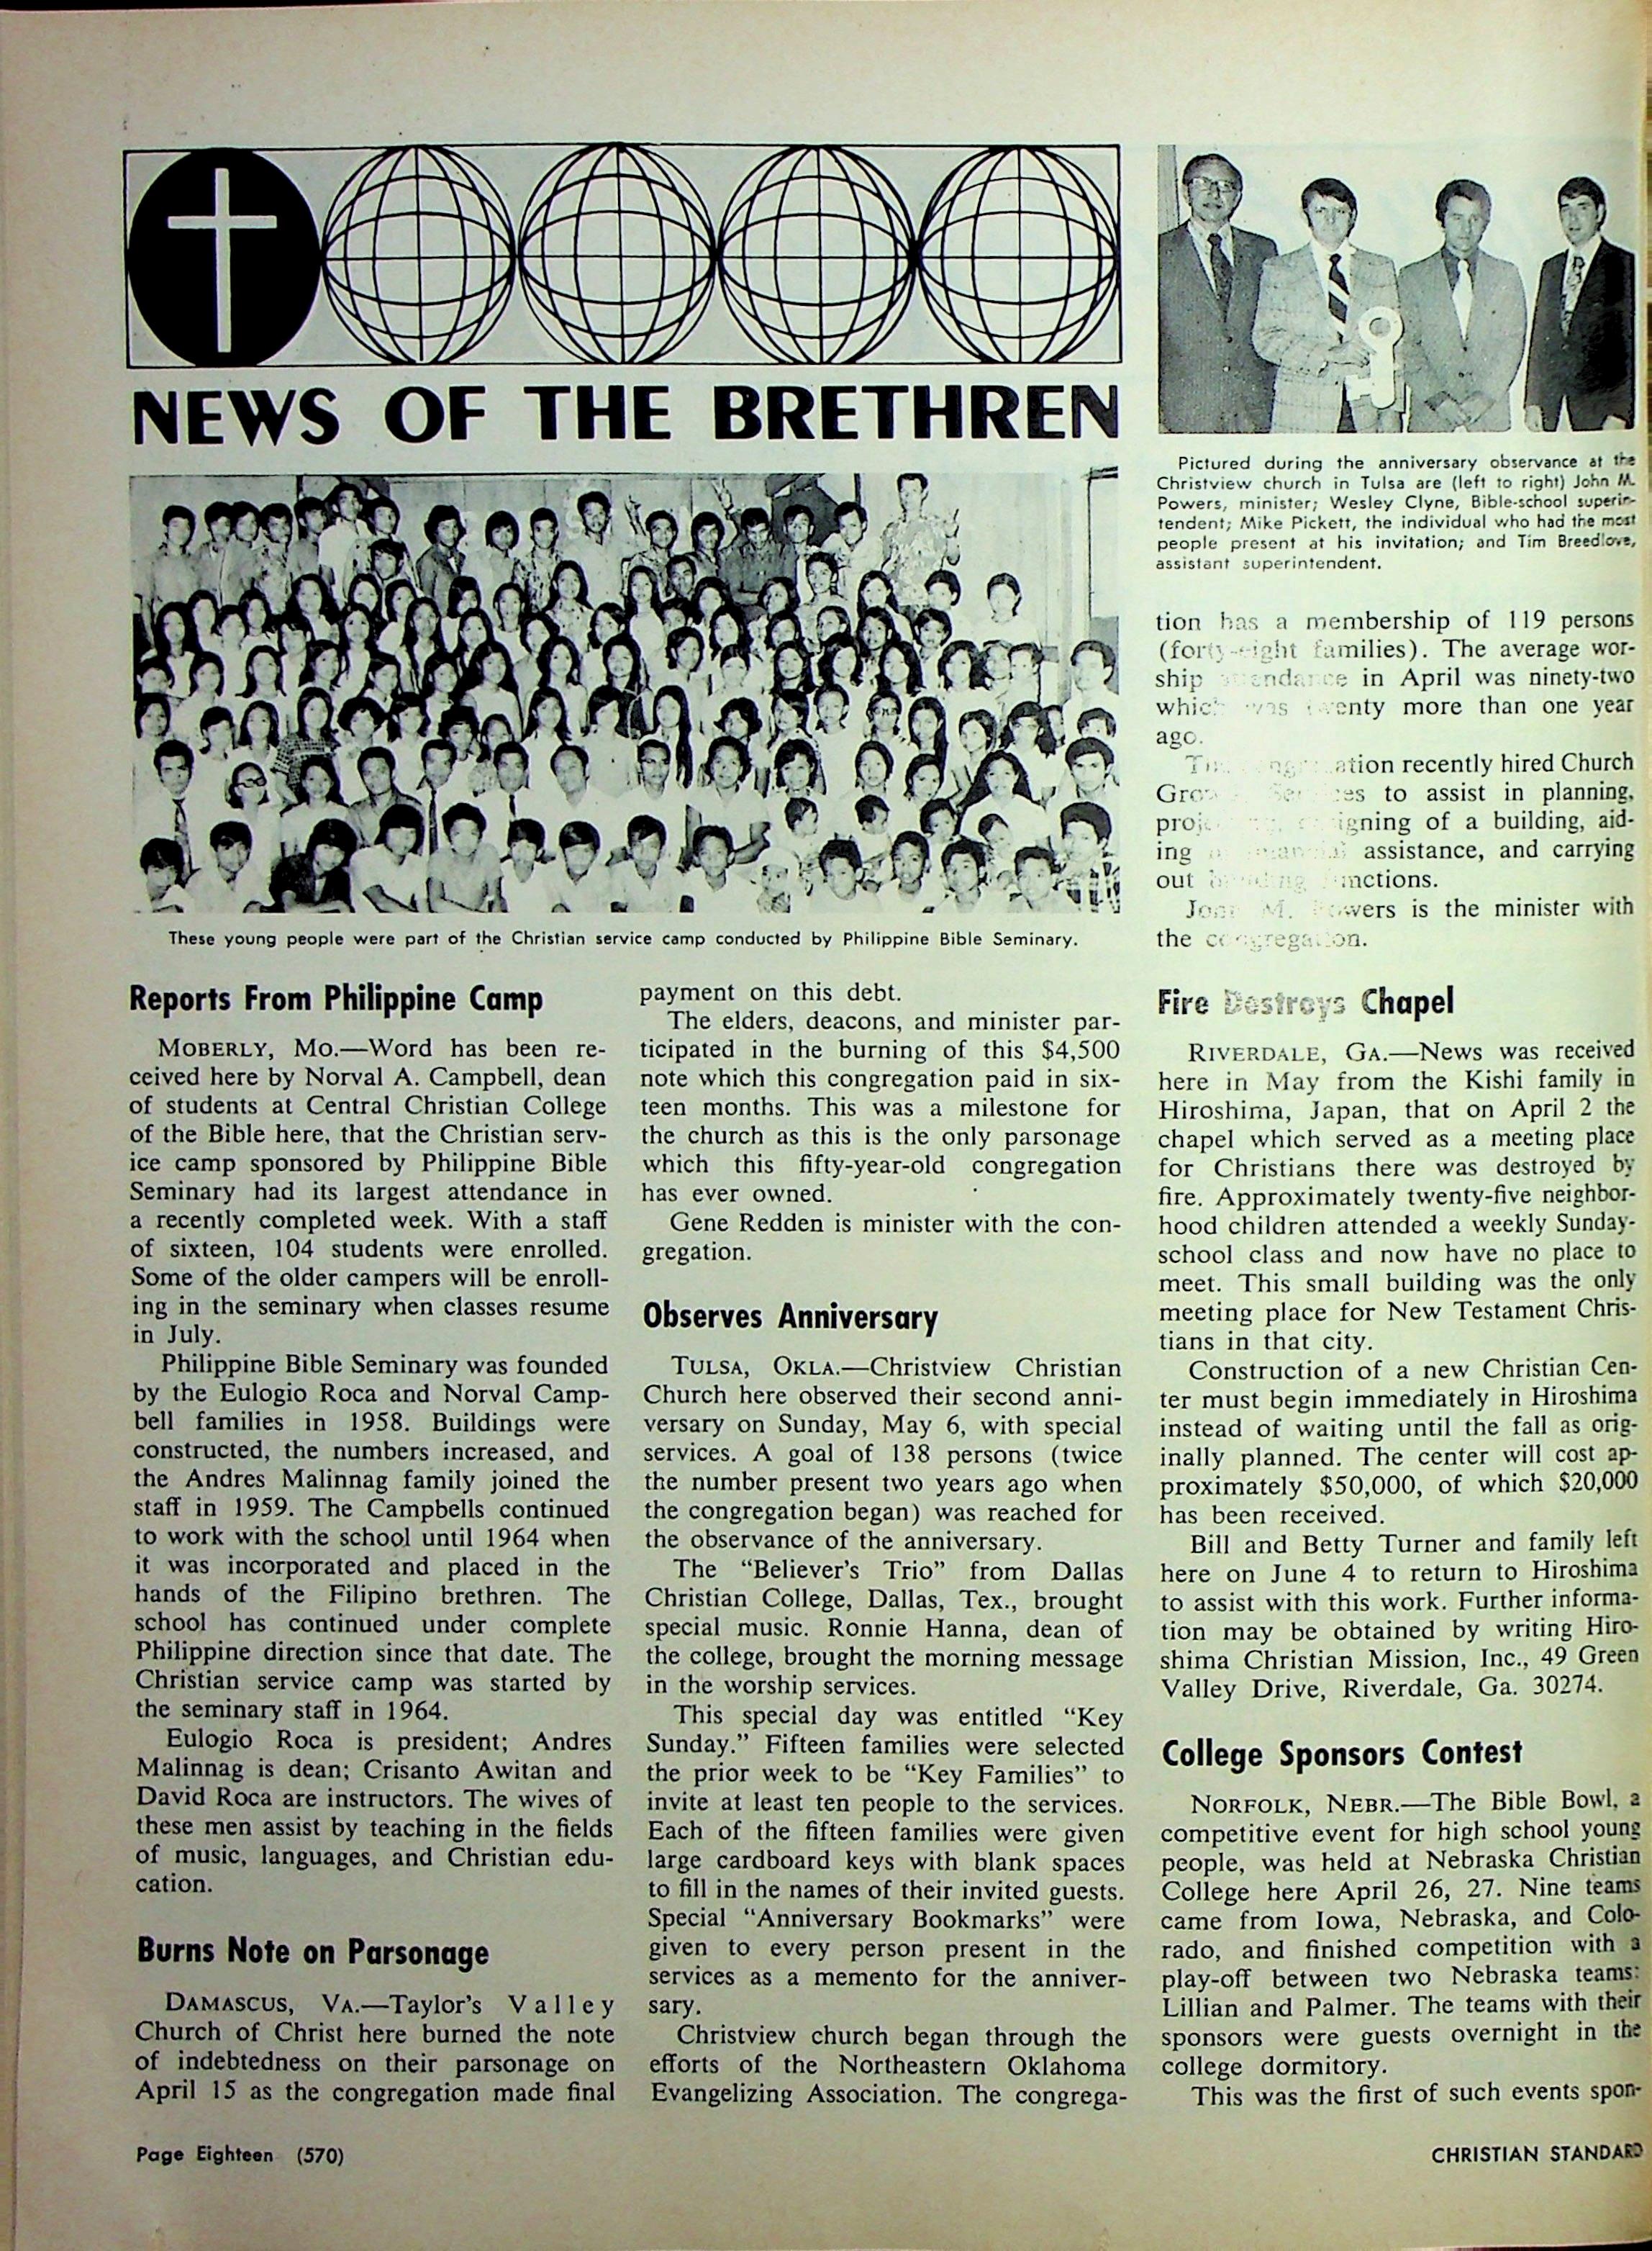 NEWS OF THE BRETHREN
These young people were part of the Christian service camp conducted by Philippine Bible Seminary.
Reports From Philippine Camp
MOBERLY, MO.—Word has been re-
ceived here by Norval A. Campbell, dean
of students at Central Christian College
of the Bible here, that the Christian serv-
ice camp sponsored by Philippine Bible
Seminary had its largest attendance in
a recently completed week. With a staff
of sixteen, 104 students were enrolled.
Some of the older campers will be enroll-
ing in the seminary when classes resume
in July.
Philippine Bible Seminary was founded
by the Eulogio Roca and Norval Camp-
bell families in 1958. Buildings were
constructed, the numbers increased, and
the Andres Malinnag family joined the
staff in 1959. The Campbells continued
to work with the school until 1964 when
it was incorporated and placed in the
hands of the Filipino brethren. The
school has continued under complete
Philippine direction since that date. The
Christian service camp was started by
the seminary staff in 1964.
Eulogio Roca is president; Andres
Malinnag is dean; Crisanto Awitan and
David Roca are instructors. The wives of
these men assist by teaching in the fields
of music, languages, and Christian edu-
cation.
Burns Note on Parsonage
DAMASCUS, VA.—Taylor's Valley
Church of Christ here burned the note
of indebtedness on their parsonage on
April 15 as the congregation made final
payment on this debt.
The elders, deacons, and minister par-
ticipated in the burning of this $4,500
note which this congregation paid in six-
teen months. This was a milestone for
the church as this is the only parsonage
which this fifty-year-old congregation
has ever owned.
Gene Redden is minister with the con-
gregation.
Observes Anniversary
TULSA, OKLA.—Christview Christian
Church here observed their second anni-
versary on Sunday, May 6, with special
services. A goal of 138 persons (twice
the number present two years ago when
the congregation began) was reached for
the observance of the anniversary.
The “Believer's Trio” from Dallas
Christian College, Dallas, Tex., brought
special music. Ronnie Hanna, dean of
the college, brought the morning message
in the worship services.
This special day was entitled “Key
Sunday.” Fifteen families were selected
the prior week to be “Key Families” to
invite at least ten people to the services.
Each of the fifteen families were given
large cardboard keys with blank spaces
to fill in the names of their invited guests.
Special “Anniversary Bookmarks” were
given to every person present in the
services as a memento for the anniver-
sary.
Christview church began through the
efforts of the Northeastern Oklahoma
Evangelizing Association. The congrega-
Pictured during the anniversary observance at the
Christview church in Tulsa are (left to right) John M.
Powers, minister; Wesley Clyne, Bible-school superin-
tendent; Mike Pickett, the individual who had the most
people present at his invitation; and Tim Breedlove,
assistant superintendent.
tion has a membership of 119 persons
(forty-eight families). The average wor-
ship attendance in April was ninety-two
which was twenty more than one year
ago.
recently hired Church
to assist in planning,
of a building, aid-
ing assistance, and carrying
out functions.
John M. Powers is the minister with
the congregation.
Fire Destroys Chapel
RIVERDALE, GA.—News was received
here in May from the Kishi family in
Hiroshima, Japan, that on April 2 the
chapel which served as a meeting place
for Christians there was destroyed by
fire. Approximately twenty-five neighbor-
hood children attended a weekly Sunday-
school class and now have no place to
meet. This small building was the only
meeting place for New Testament Chris-
tians in that city.
Construction of a new Christian Cen-
ter must begin immediately in Hiroshima
instead of waiting until the fall as orig-
inally planned. The center will cost ap-
proximately $50,000, of which $20,000
has been received.
Bill and Betty Turner and family left
here on June 4 to return to Hiroshima
to assist with this work. Further informa-
tion may be obtained by writing Hiro-
shima Christian Mission, Inc., 49 Green
Valley Drive, Riverdale, Ga. 30274.
College Sponsors Contest
NORFOLK, NEBR.—The Bible Bowl, a
competitive event for high school young
people, was held at Nebraska Christian
College here April 26, 27. Nine teams
came from Iowa, Nebraska, and Colo-
rado, and finished competition with a
play-off between two Nebraska teams:
Lillian and Palmer. The teams with their
sponsors were guests overnight in the
college dormitory.
This was the first of such events spon-
Page Eighteen (570)
CHRISTIAN STANDARD